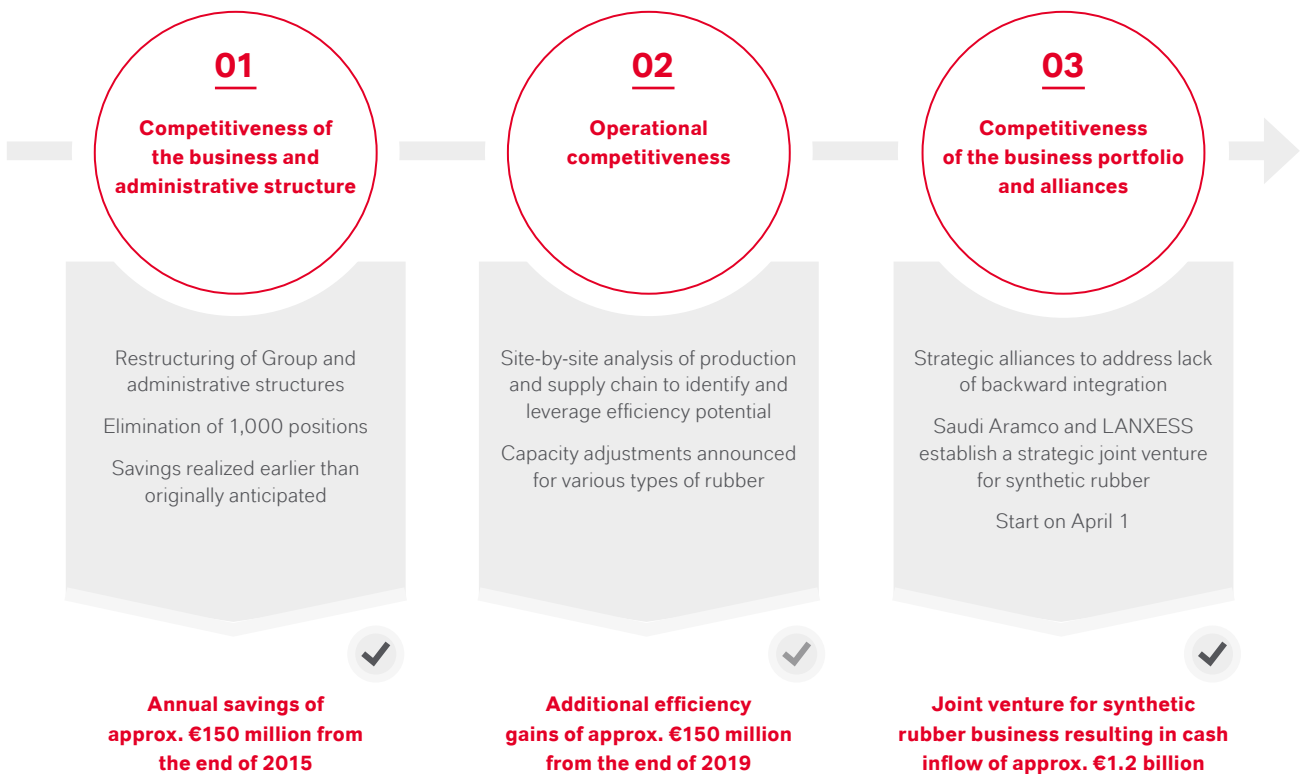 01
Competitiveness of
the business and
administrative structure
Restructuring of Group and
administrative structures
Elimination of 1,000 positions
Savings realized earlier than
originally anticipated
Annual savings of
approx. €150 million from
the end of 2015
02
Operational
competitiveness
Site-by-site analysis of production
and supply chain to identify and
leverage efficiency potential
Capacity adjustments announced
for various types of rubber
Additional efficiency
gains of approx. €150 million
from the end of 2019
03
Competitiveness
of the business portfolio
and alliances
Strategic alliances to address lack
of backward integration
Saudi Aramco and LANXESS
establish a strategic joint venture
for synthetic rubber
Start on April 1
Joint venture for synthetic
rubber business resulting in cash
inflow of approx. €1.2 billion